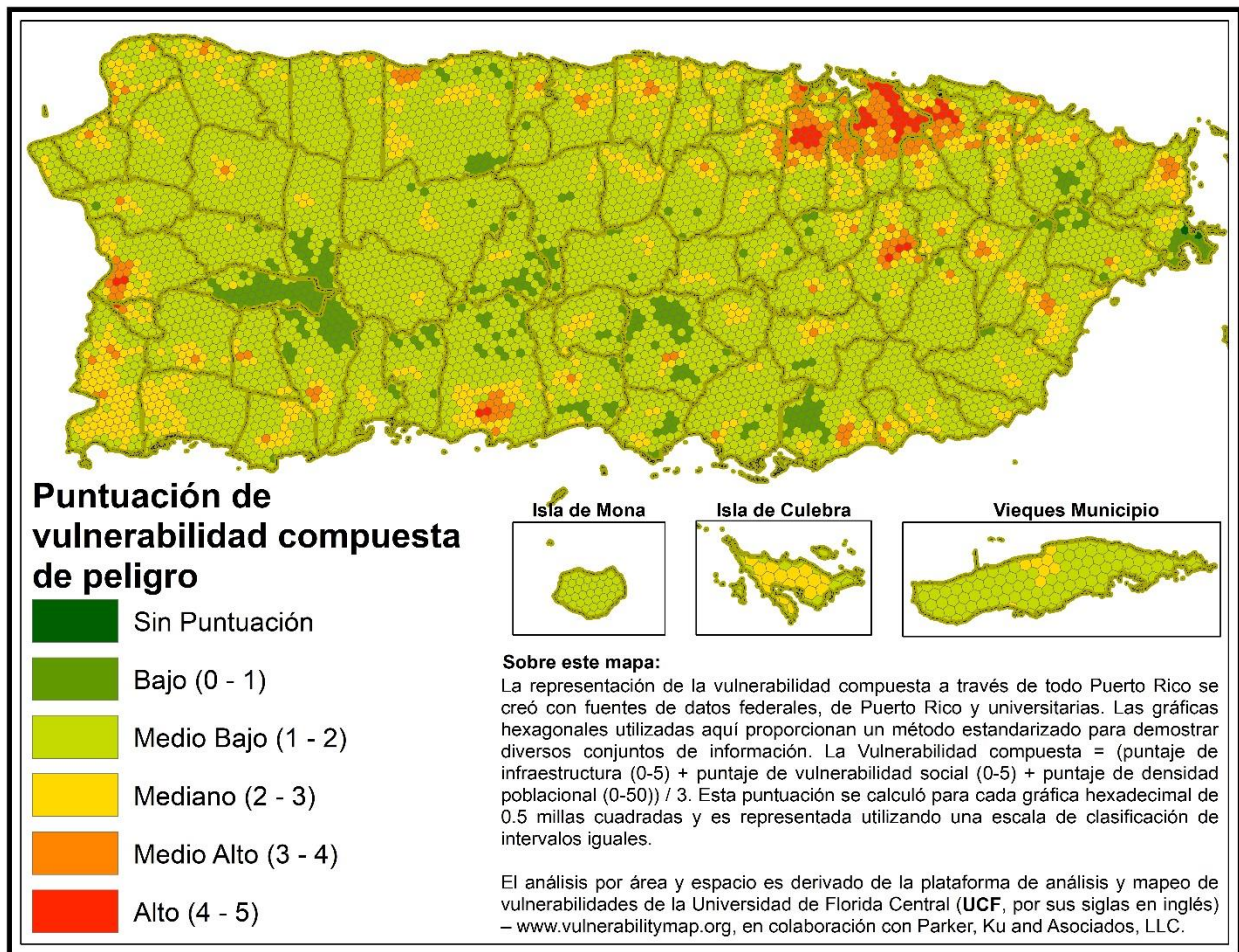 Puntuación de
vulnerabilidad compuesta
de peligro
Sin Puntuación
Bajo (0 - 1)
Medio Bajo (1 - 2)
Mediano (2 - 3)
Medio Alto (3 - 4)
Alto (4 - 5)
Isla de Mona
Isla de Culebra
Vieques Municipio
Sobre este mapa:
La representación de la vulnerabilidad compuesta a través de todo Puerto Rico se
creó con fuentes de datos federales, de Puerto Rico y universitarias. Las gráficas
hexagonales utilizadas aquí proporcionan un método estandarizado para demostrar
diversos conjuntos de información. La Vulnerabilidad compuesta = (puntaje de
infraestructura (0-5) + puntaje de vulnerabilidad social (0-5) + puntaje de densidad
poblacional (0-50)) / 3. Esta puntuación se calculó para cada gráfica hexadecimal de
0.5 millas cuadradas y es representada utilizando una escala de clasificación de
intervalos iguales.
El análisis por área y espacio es derivado de la plataforma de análisis y mapeo de
vulnerabilidades de la Universidad de Florida Central (UCF, por sus siglas en inglés)
– www.vulnerabilitymap.org, en colaboración con Parker, Ku and Asociados, LLC.